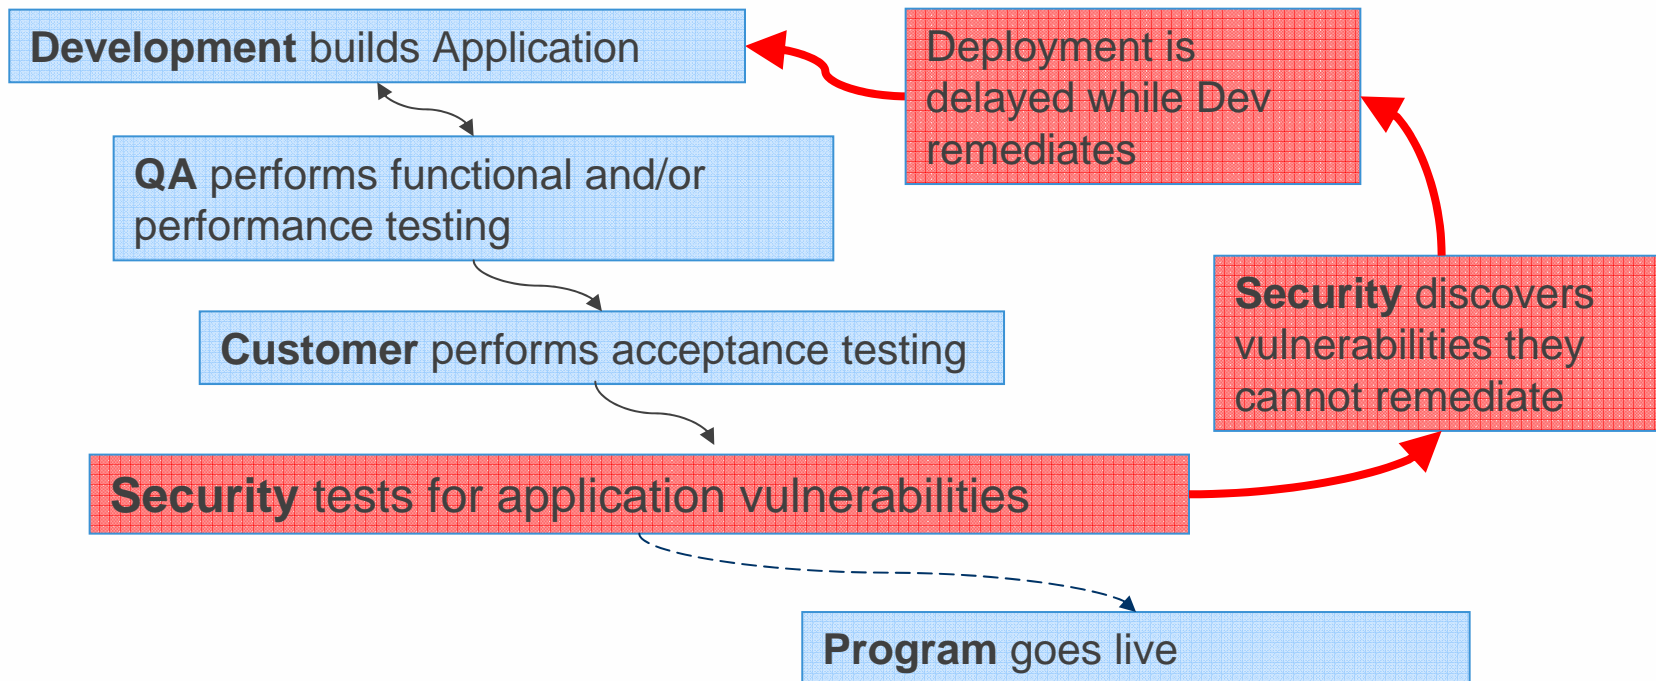 Development builds Application
Deployment is
delayed while Dev
remediates
QA performs functional and/or
performance testing
Security discovers
vulnerabilities they
cannot remediate
Customer performs acceptance testing
Security tests for application vulnerabilities
Program goes live